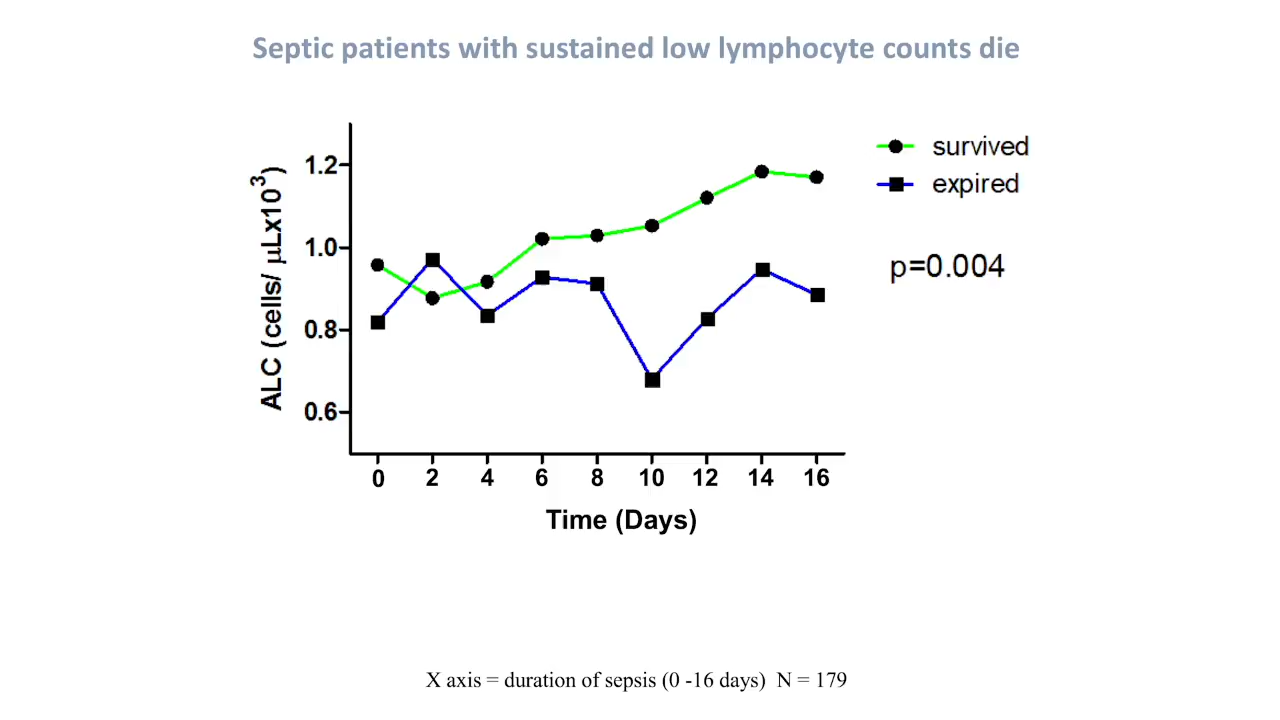 Septic patients with sustained low lymphocyte counts die
ALC (cells/ µLx10³)
1.2
1.0
0.8
0.6
0 2 4 6 8 10 12 14 16
Time (Days)
survived
expired
p=0.004
X axis = duration of sepsis (0 -16 days) N = 179